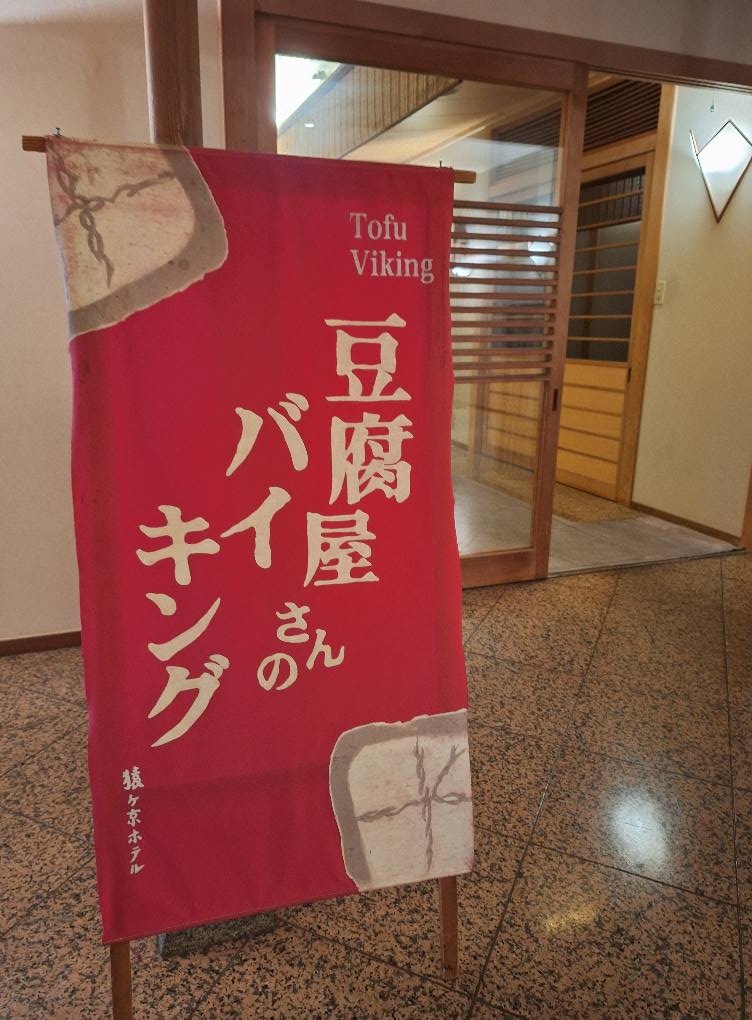 Tofu
Viking
豆腐屋さんの
バイ
キング
猿ヶ京ホテル